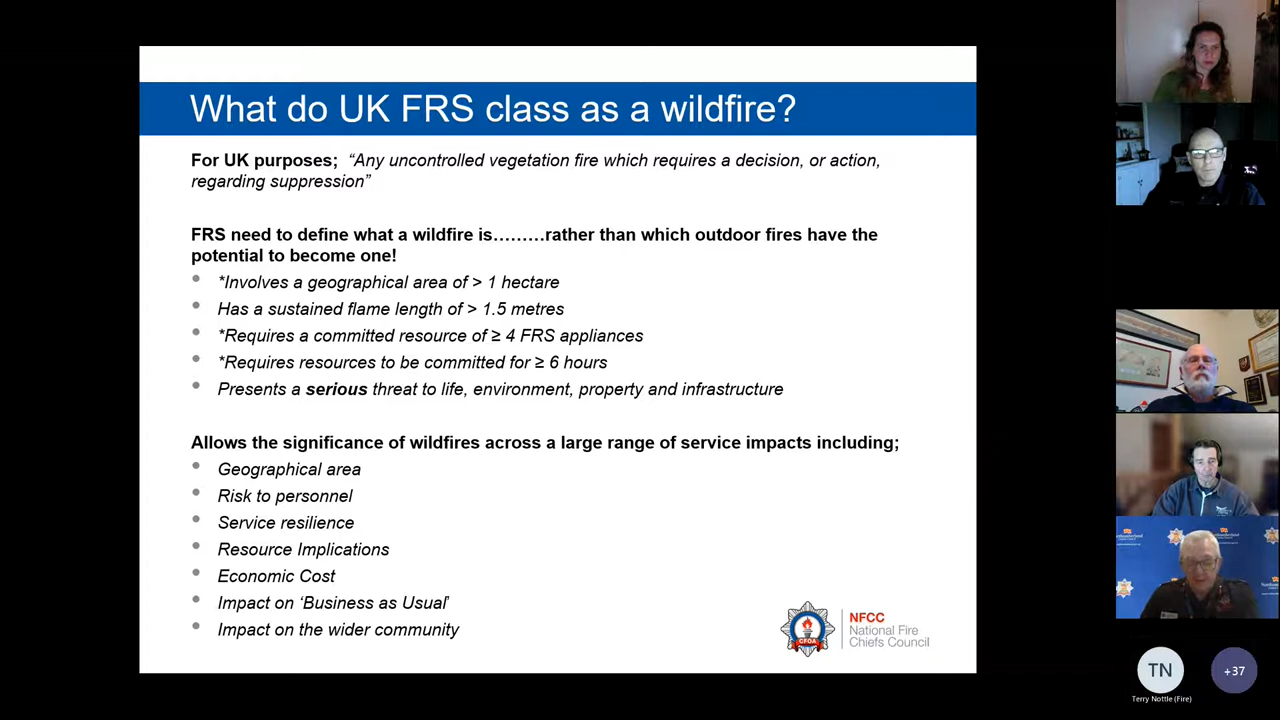 What do UK FRS class as a wildfire?
For UK purposes; “Any uncontrolled vegetation fire which requires a decision, or action,
regarding suppression”
FRS need to define what a wildfire is………rather than which outdoor fires have the
potential to become one!
*Involves a geographical area of > 1 hectare
Has a sustained flame length of > 1.5 metres
*Requires a committed resource of ≥ 4 FRS appliances
*Requires resources to be committed for ≥ 6 hours
Presents a serious threat to life, environment, property and infrastructure
Allows the significance of wildfires across a large range of service impacts including;
Geographical area
Risk to personnel
Service resilience
Resource Implications
Economic Cost
Impact on ‘Business as Usual’
Impact on the wider community
CFOA
NFCC
National Fire
Chiefs Council
TN
+37
Terry Nottle (Fire)